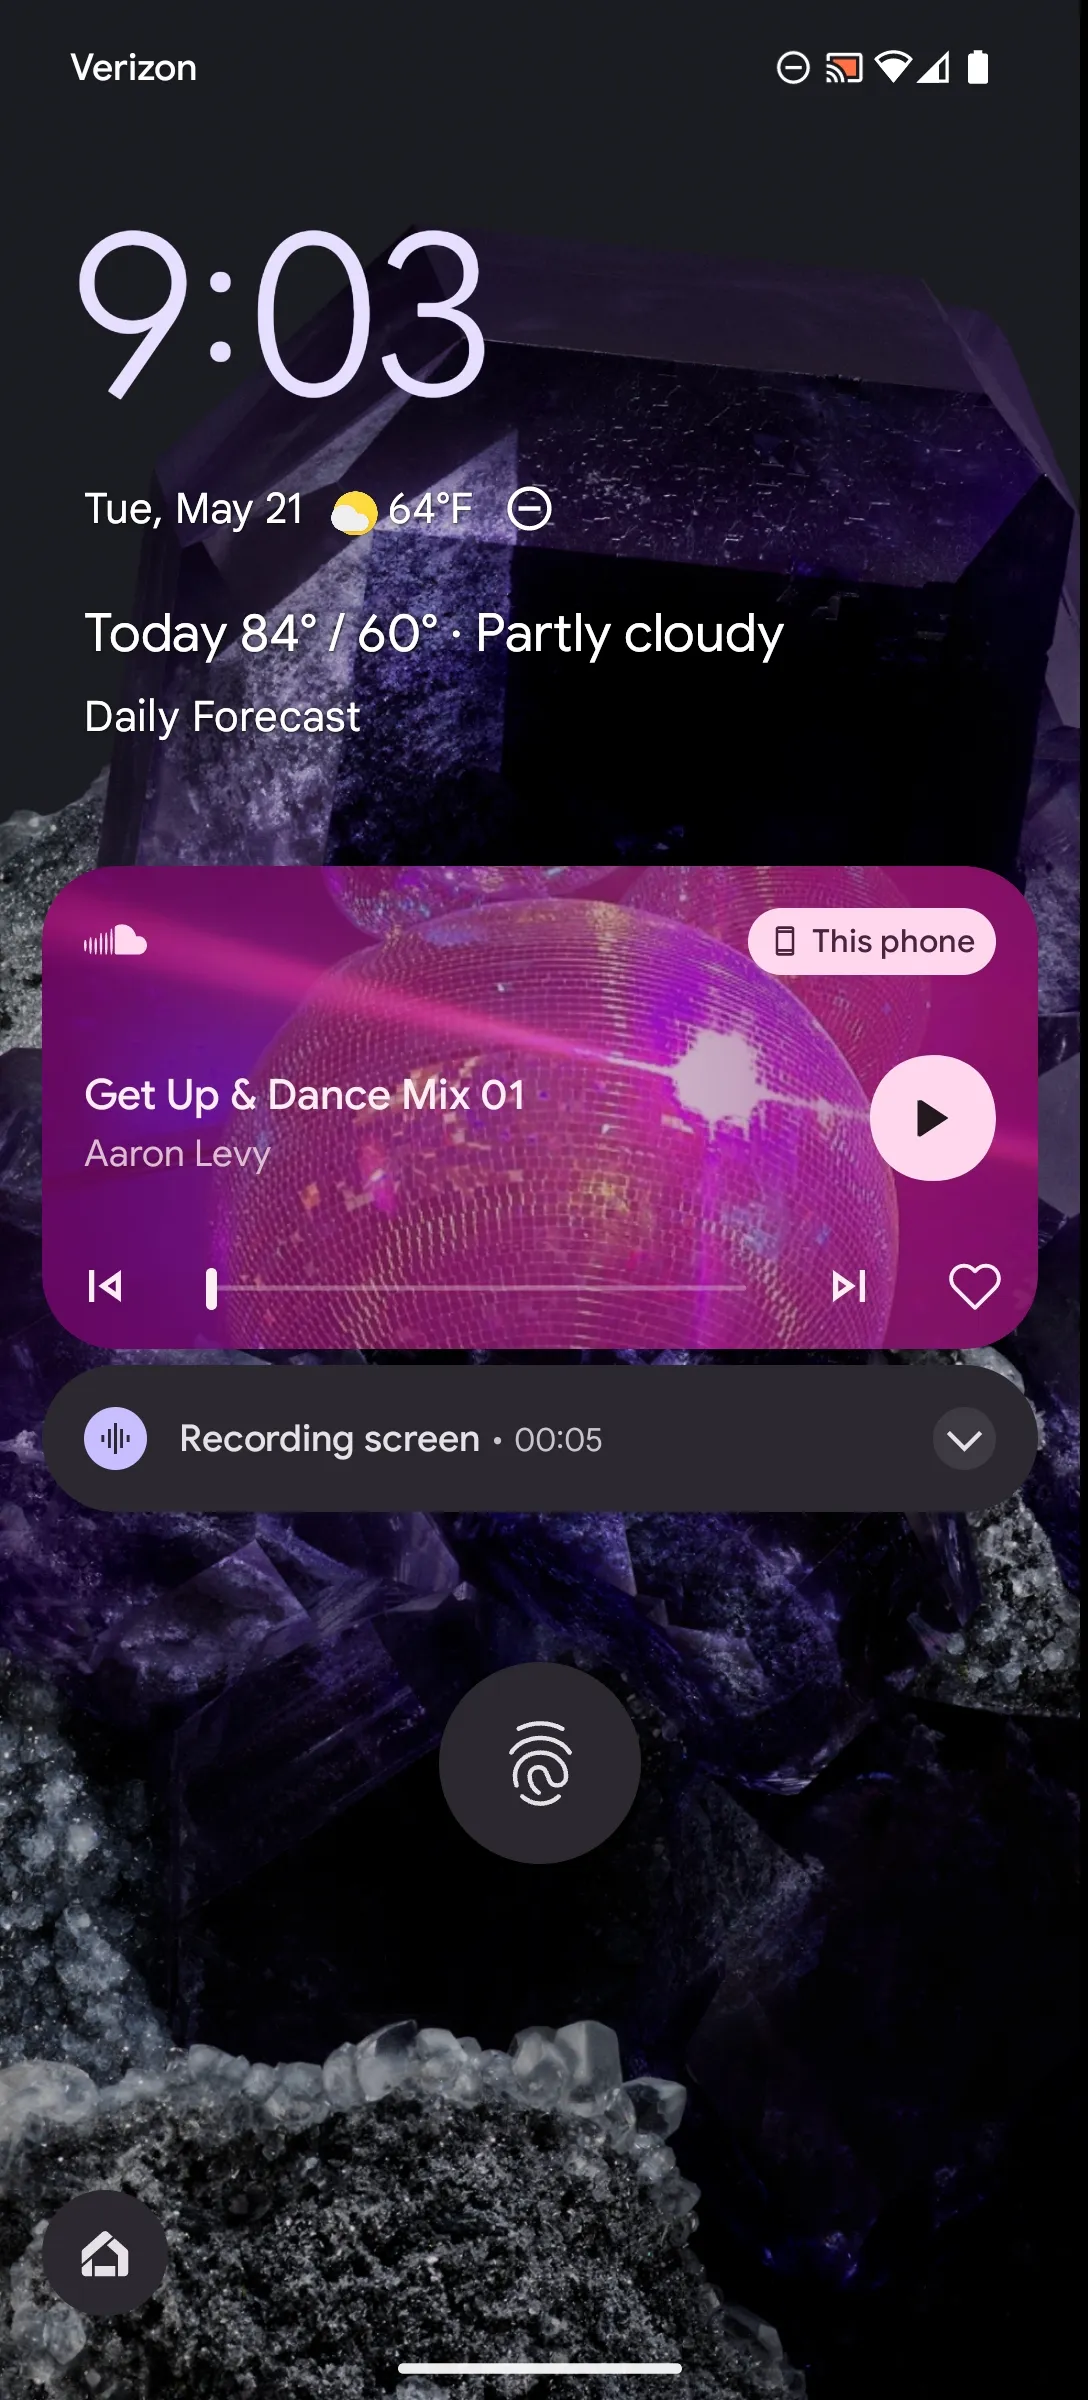 Verizon
9:03
Tue, May 21 64°F
Today 84° / 60° · Partly cloudy
Daily Forecast
This phone
Get Up & Dance Mix 01
Aaron Levy
Recording screen • 00:05